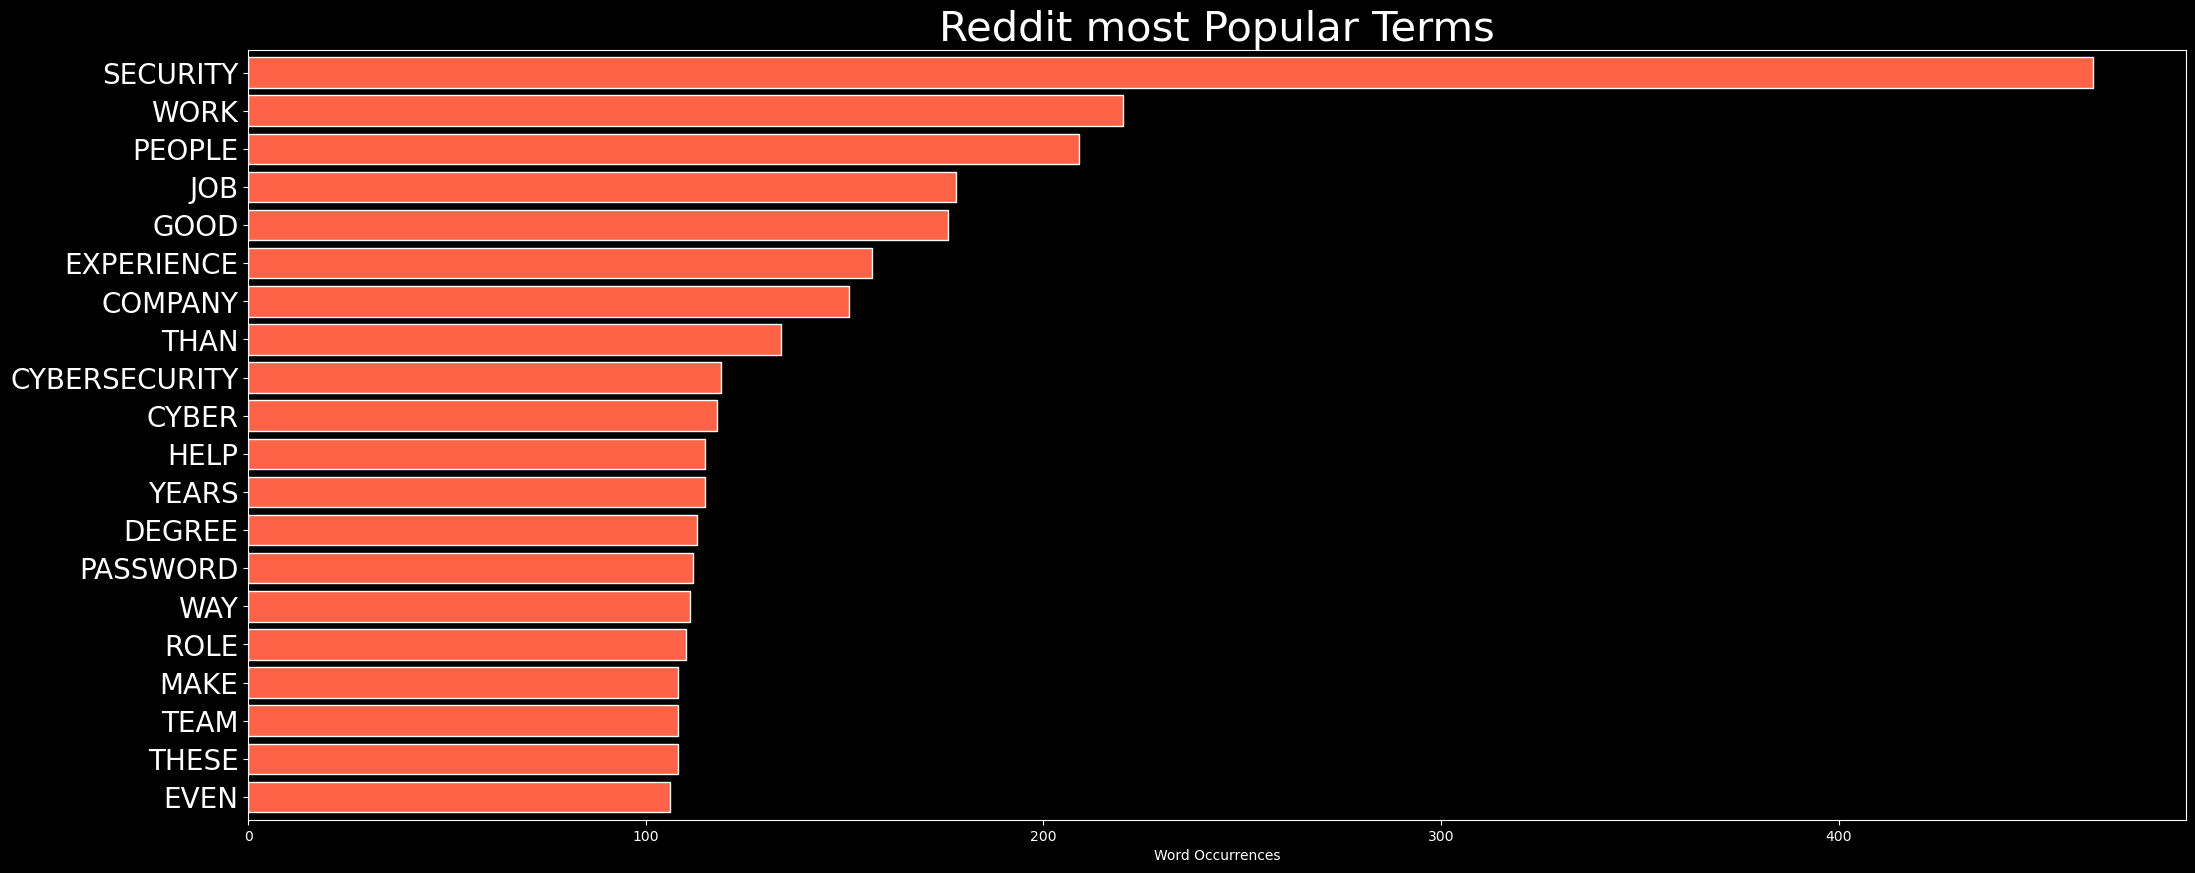 Reddit most Popular Terms
SECURITY
WORK
PEOPLE
JOB
GOOD
EXPERIENCE
COMPANY
THAN
CYBERSECURITY
CYBER
HELP
YEARS
DEGREE
PASSWORD
WAY
ROLE
MAKE
TEAM
THESE
EVEN
0 100 200 300 400
Word Occurrences